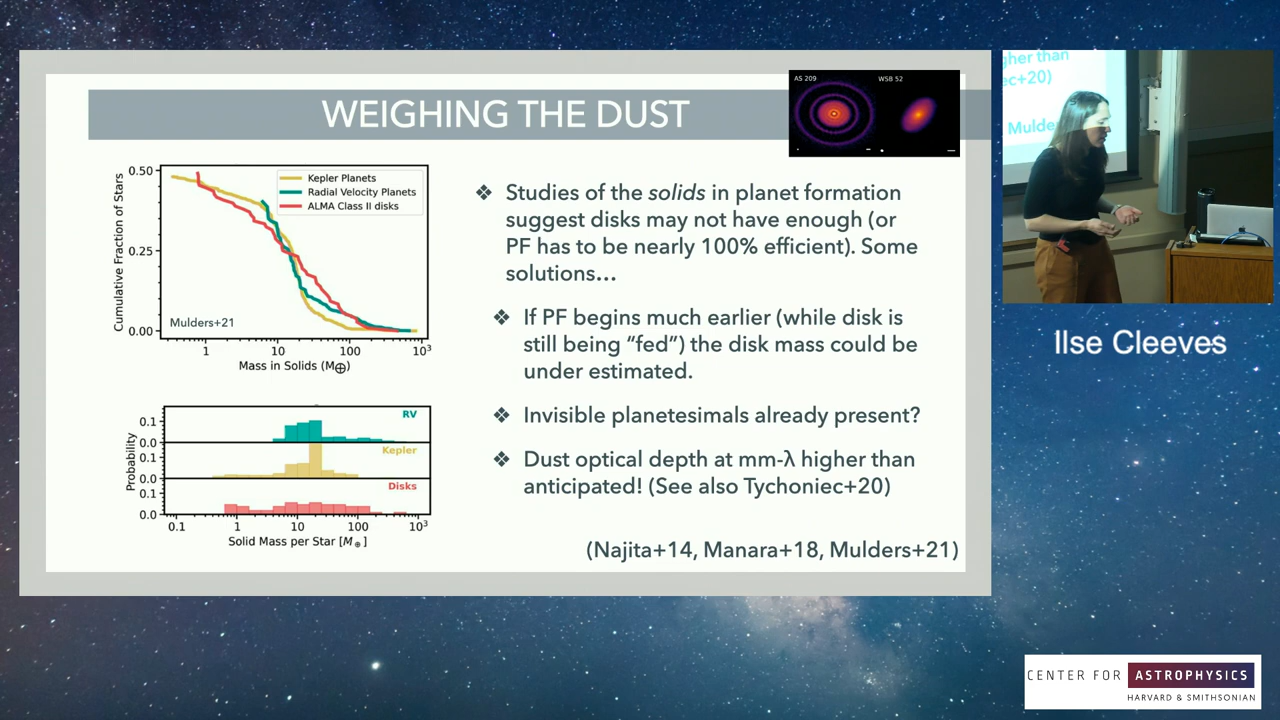 WEIGHING THE DUST
AS 209
WSB 52
0.50
0.25
0.00
Cumulative Fraction of Stars
Kepler Planets
Radial Velocity Planets
ALMA Class II disks
Mulders+21
1
10
100
10³
Mass in Solids (M⊕)
Probability
0.1
0.0
0.1
0.0
0.1
0.0
RV
Kepler
Disks
0.1
1
10
100
10³
Solid Mass per Star [M⊕]
❖ Studies of the solids in planet formation
suggest disks may not have enough (or
PF has to be nearly 100% efficient). Some
solutions…
❖ If PF begins much earlier (while disk is
still being “fed”) the disk mass could be
under estimated.
❖ Invisible planetesimals already present?
❖ Dust optical depth at mm-λ higher than
anticipated! (See also Tychoniec+20)
(Najita+14, Manara+18, Mulders+21)
gher than
ec+20)
Mulde
Ilse Cleeves
CENTER FOR ASTROPHYSICS
HARVARD & SMITHSONIAN